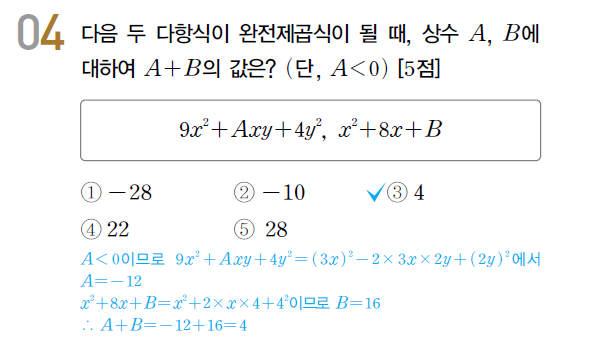 04 다음 두 다항식이 완전제곱식이 될 때, 상수 A, B에
대하여 A+B의 값은? (단, A<0) [5점]
9x²+Axy+4y², x²+8x+B
① -28 ② -10 ✓③ 4
④ 22 ⑤ 28
A<0이므로 9x²+Axy+4y²=(3x)²-2×3x×2y+(2y)²에서
A=-12
x²+8x+B=x²+2×x×4+4²이므로 B=16
∴ A+B=-12+16=4